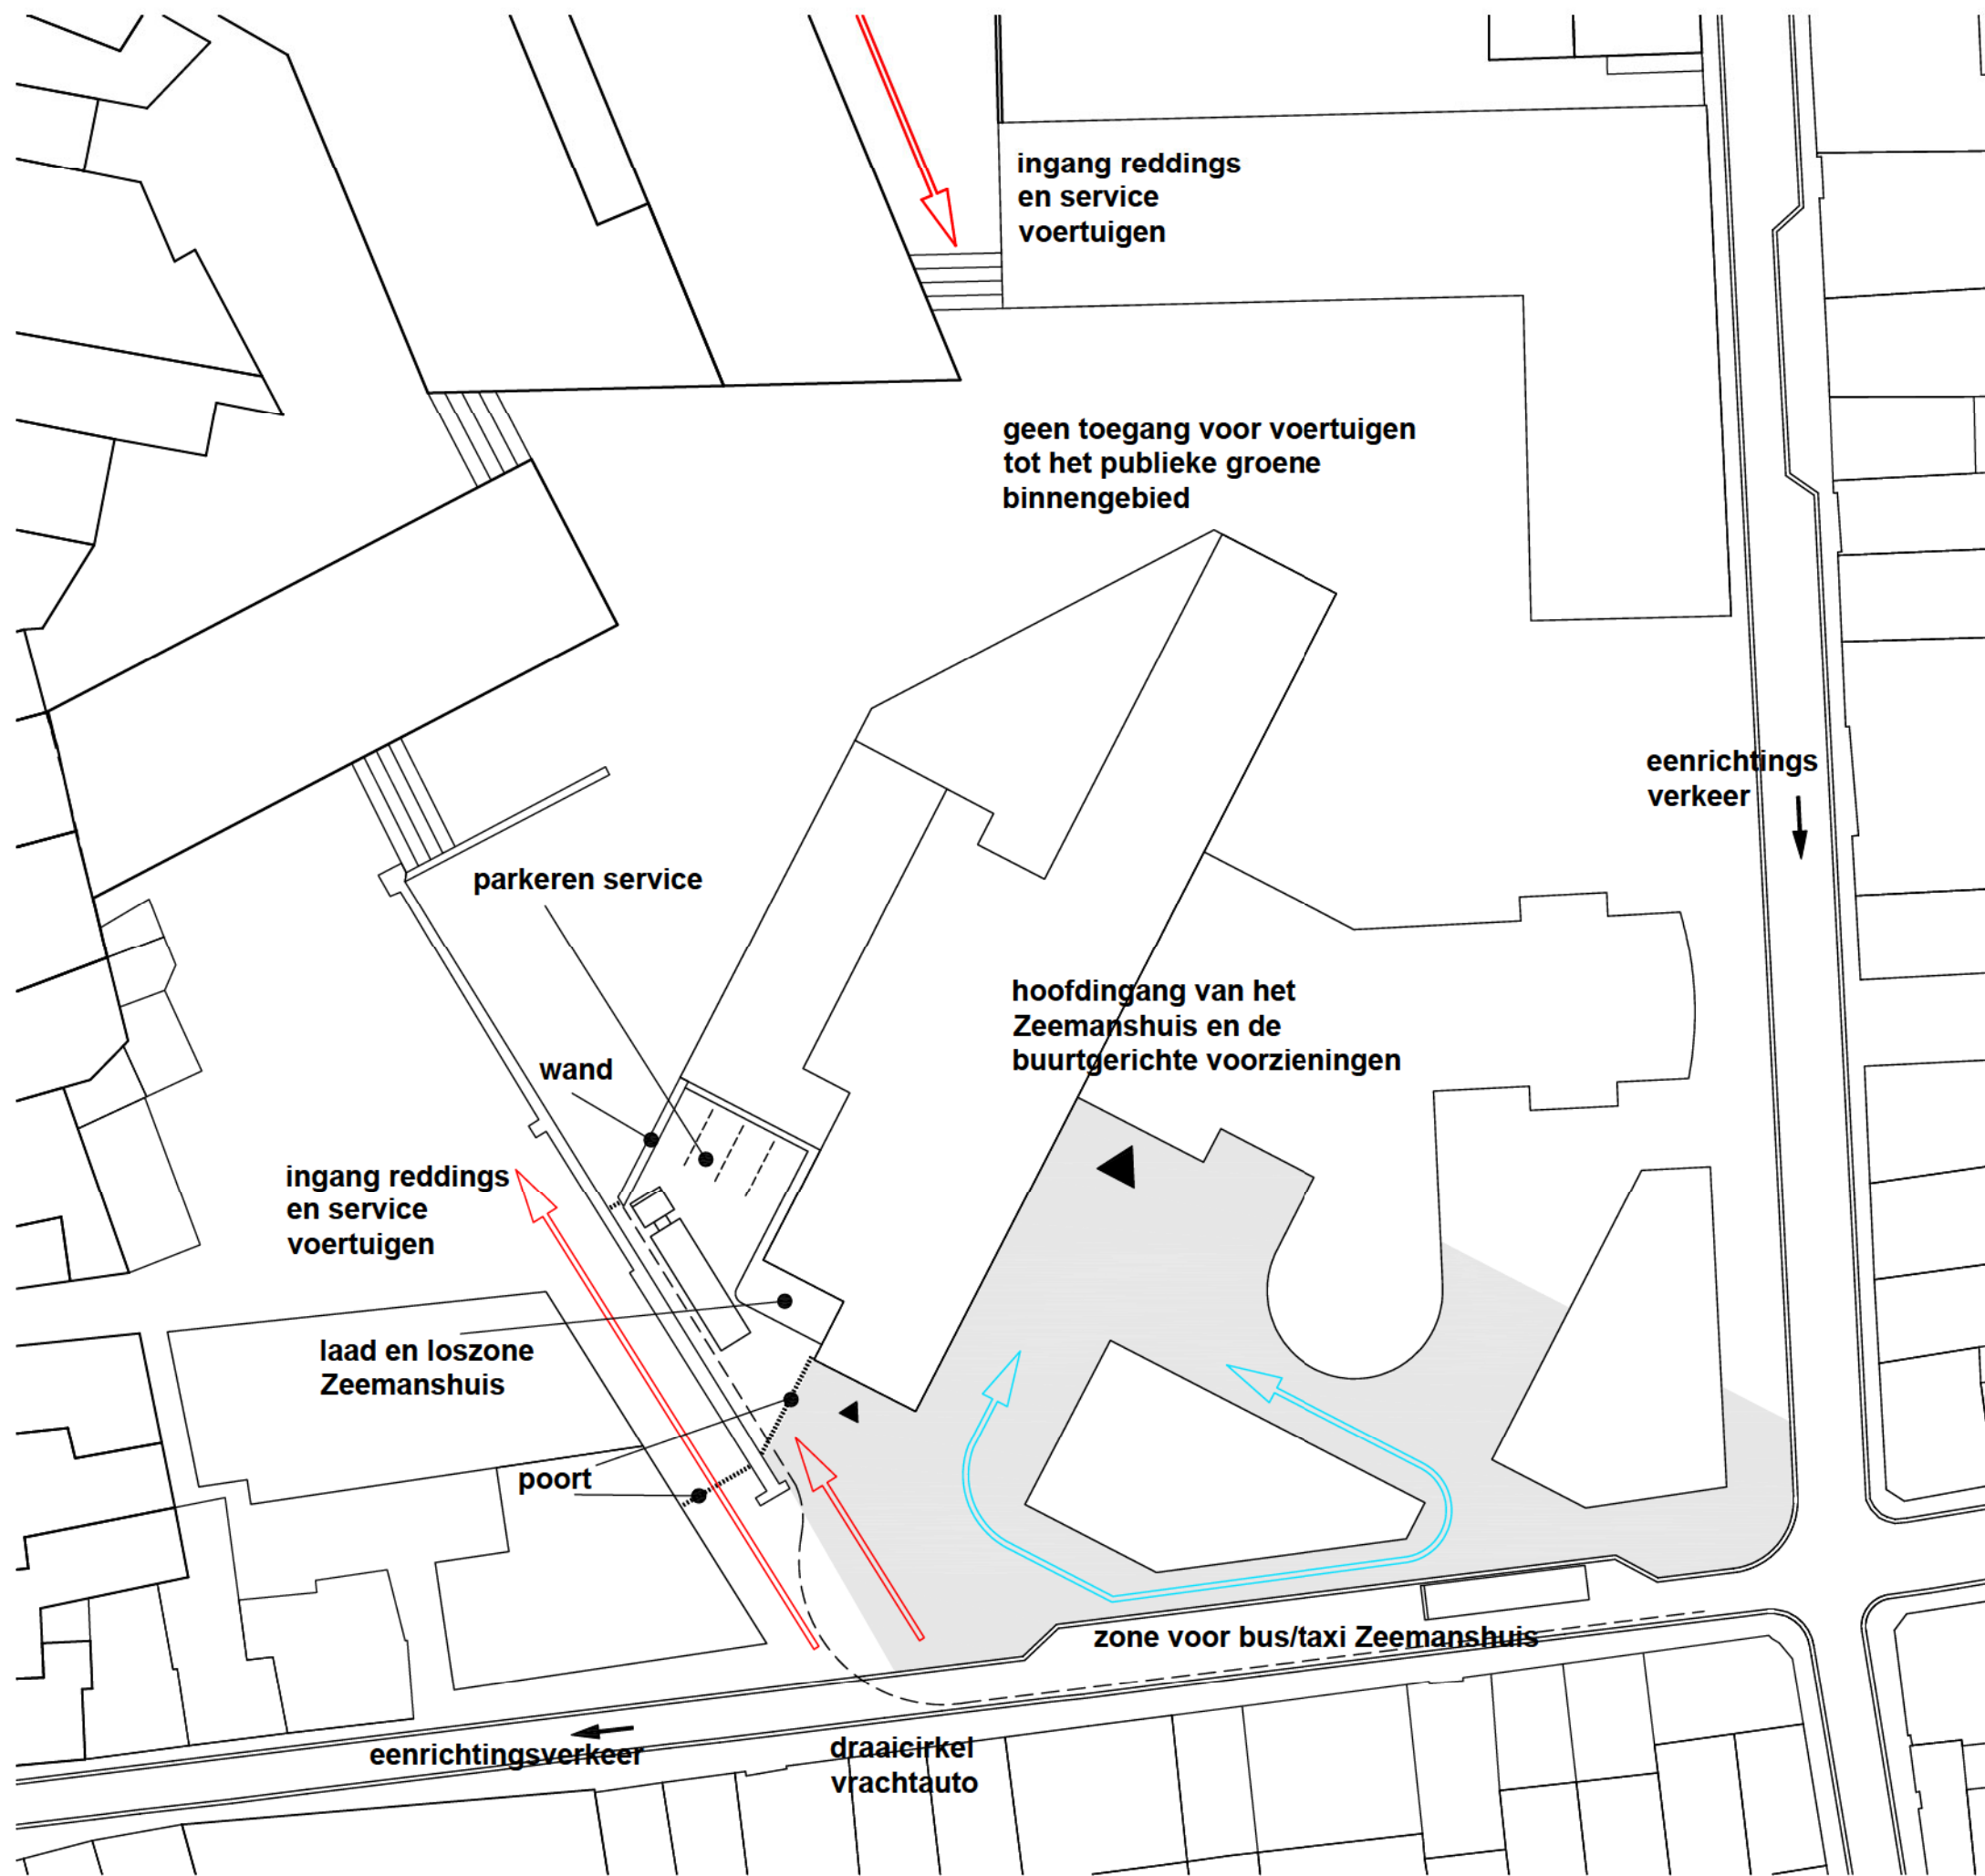 ingang reddings
en service
voertuigen
geen toegang voor voertuigen
tot het publieke groene
binnengebied
eenrichtings
verkeer
parkeren service
hoofdingang van het
Zeemanshuis en de
buurtgerichte voorzieningen
wand
ingang reddings
en service
voertuigen
laad en loszone
Zeemanshuis
poort
zone voor bus/taxi Zeemanshuis
eenrichtingsverkeer
draaicirkel
vrachtauto